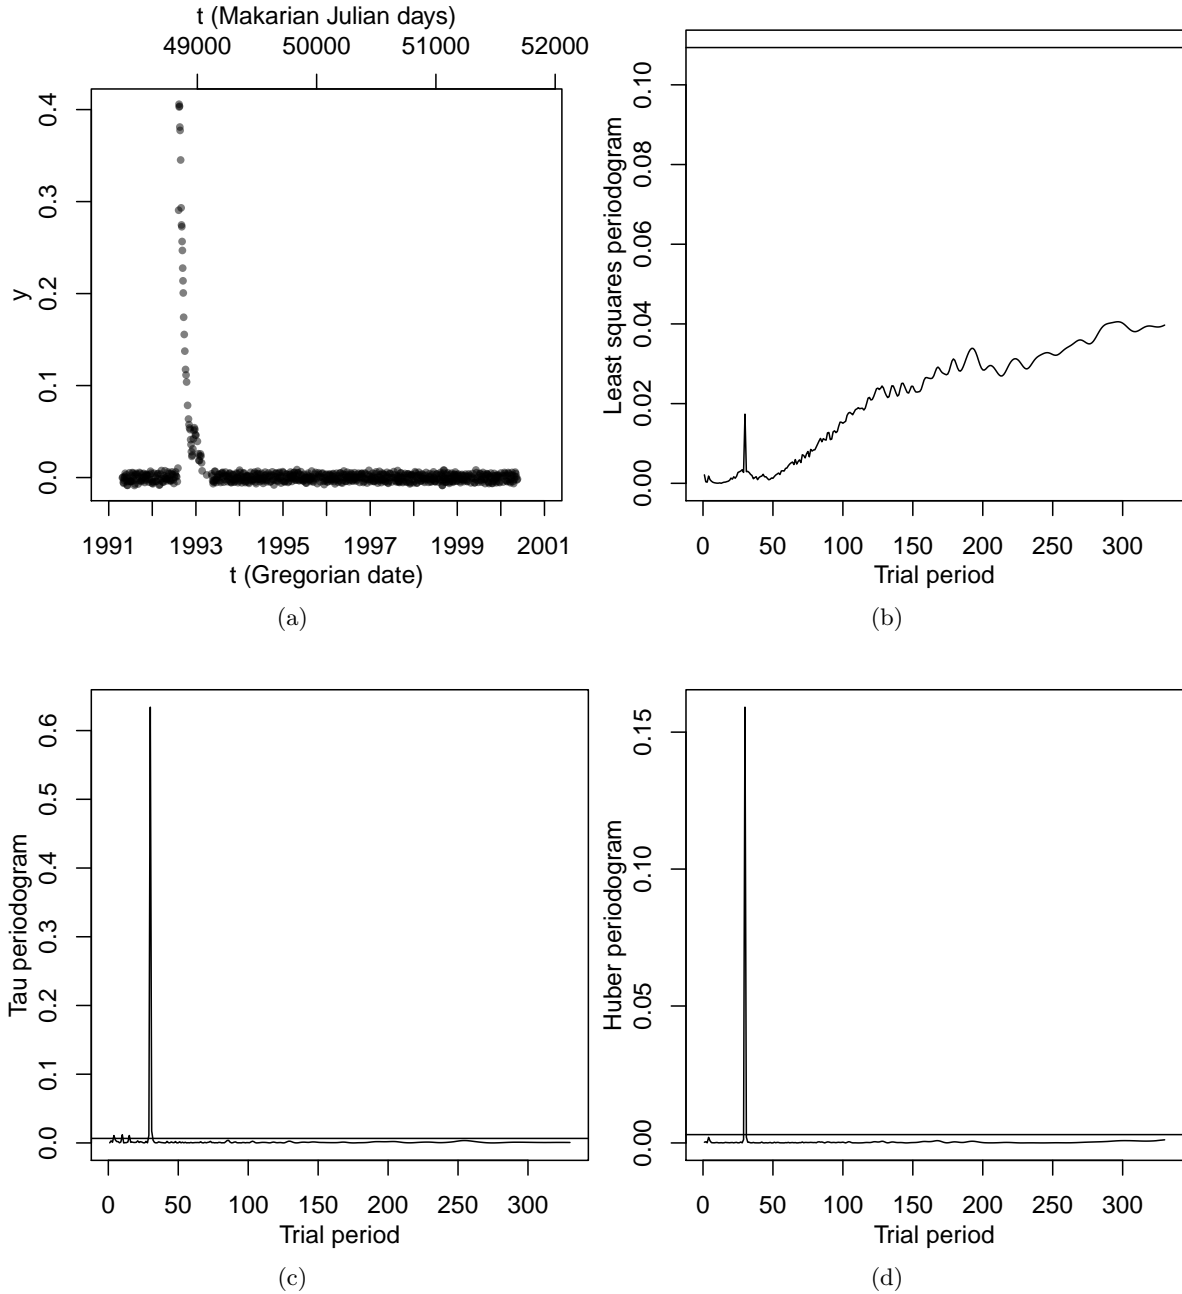 t (Makarian Julian days)
49000 50000 51000 52000
y
0.0 0.1 0.2 0.3 0.4
1991 1993 1995 1997 1999 2001
t (Gregorian date)
(a)
Least squares periodogram
0.00 0.02 0.04 0.06 0.08 0.10
0 50 100 150 200 250 300
Trial period
(b)
Tau periodogram
0.0 0.1 0.2 0.3 0.4 0.5 0.6
0 50 100 150 200 250 300
Trial period
(c)
Huber periodogram
0.00 0.05 0.10 0.15
0 50 100 150 200 250 300
Trial period
(d)